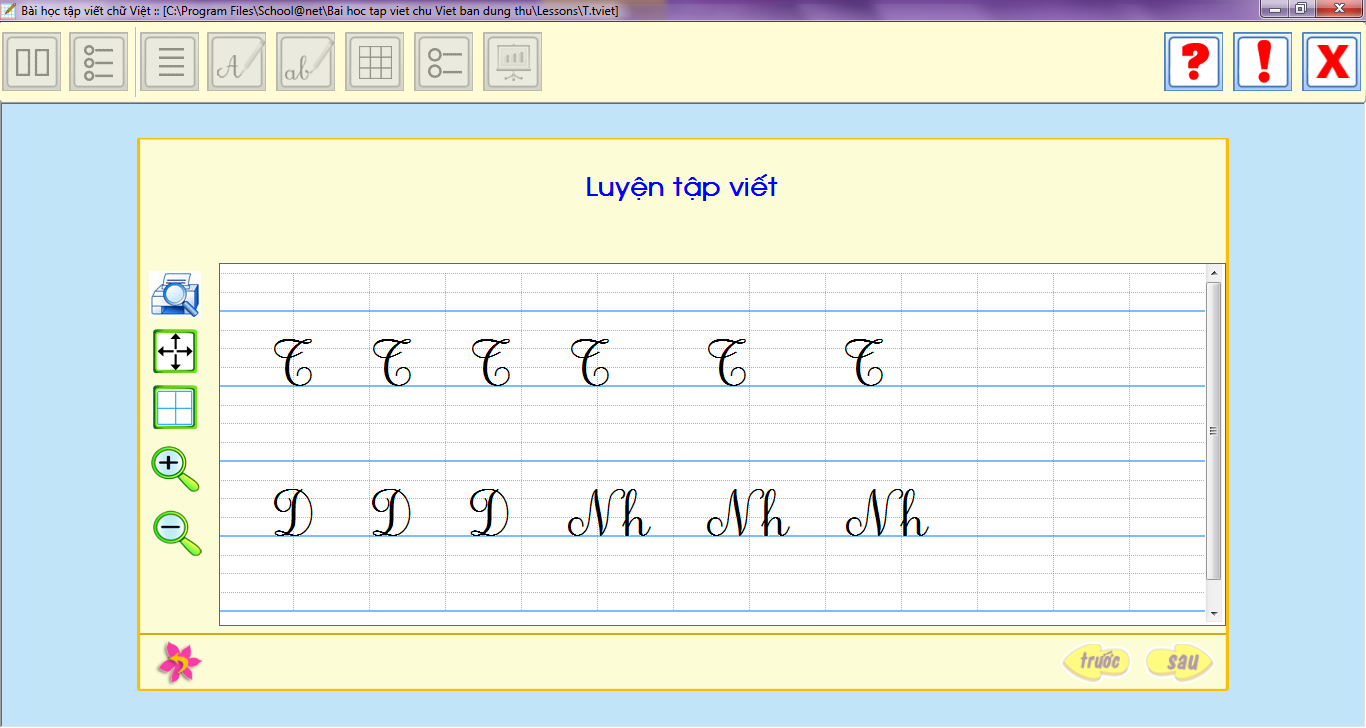 Bài học tập viết chữ Việt :: [C:\Program Files\School@net\Bai hoc tap viet chu Viet ban dung thu\Lessons\T.tviet]
A ab ? ! X
Luyện tập viết
T T T T T T
D D D Nh Nh Nh
trước sau